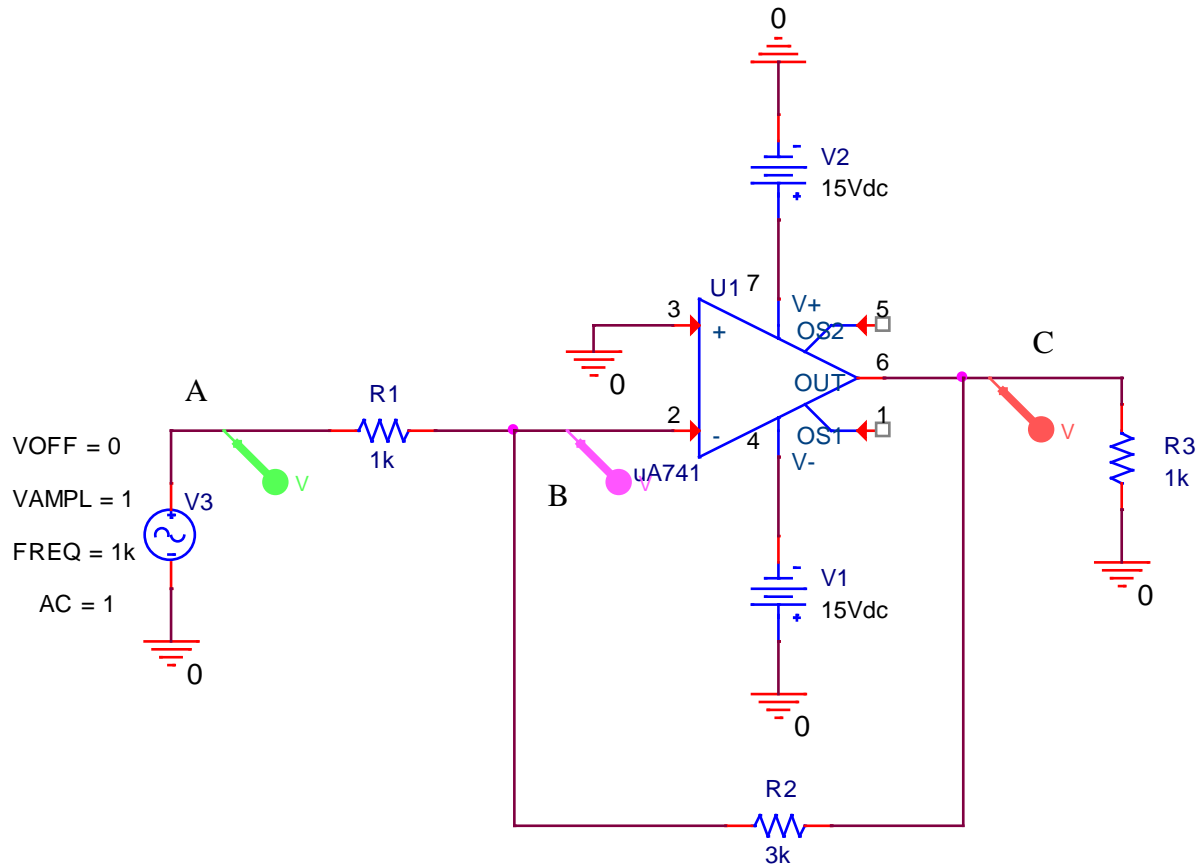 0
-
V2
15Vdc
+
U1
7
V+
3
+
OS2
5
0
6
OUT
C
A
R1
1k
2
-
4
OS1
1
V-
V
R3
1k
VOFF = 0
V
V
uA741
B
VAMPL = 1
V3
+
FREQ = 1k
-
AC = 1
-
V1
15Vdc
+
0
0
0
R2
3k